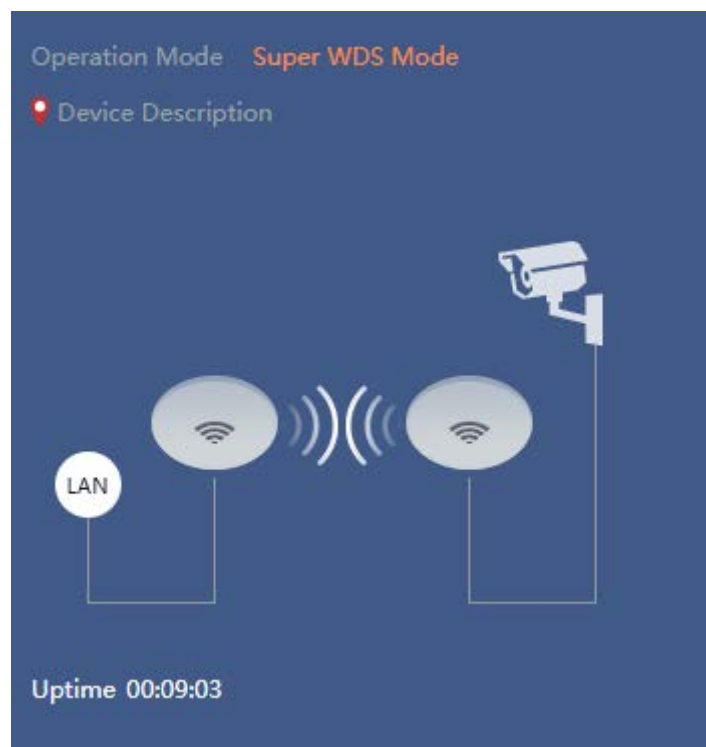 Operation Mode Super WDS Mode
Device Description
LAN
Uptime 00:09:03